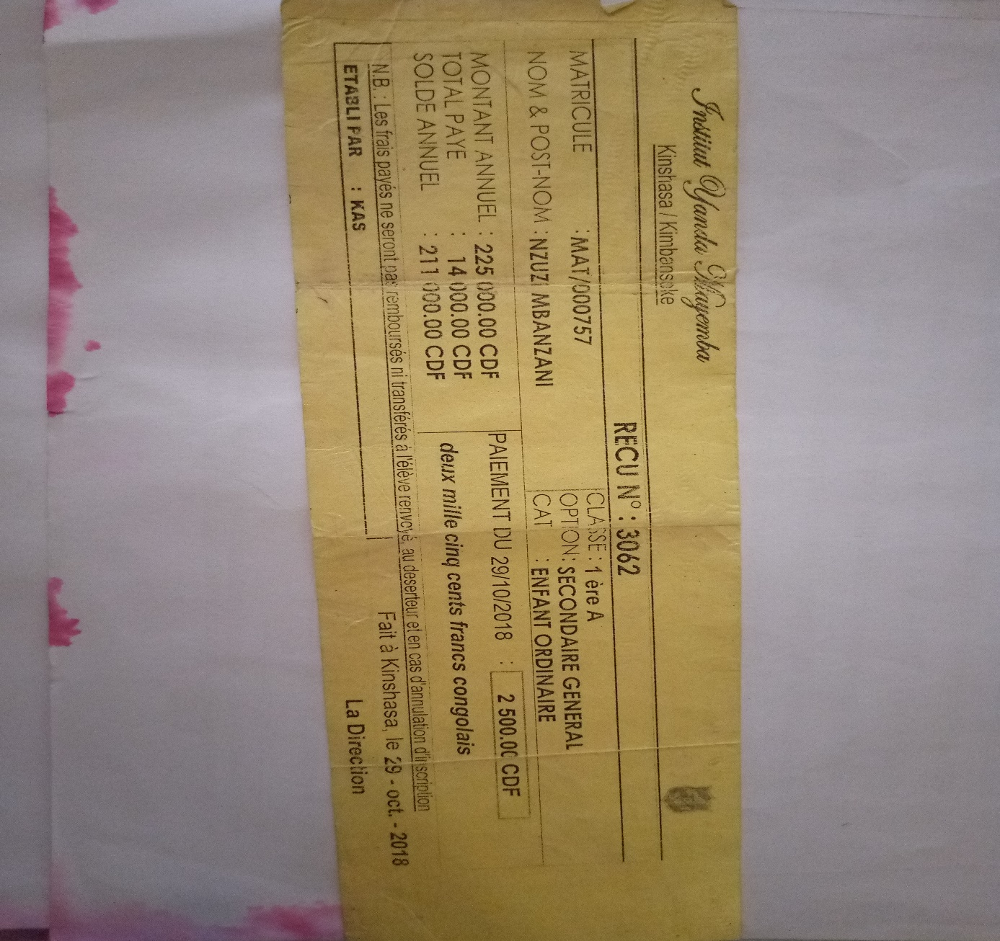 Institut Yanda Mayemba
Kinshasa / Kimbanseke
RECU N° : 3062
MATRICULE : MAT/000757
CLASSE : 1 ère A
OPTION : SECONDAIRE GENERAL
NOM & POST-NOM : NZUZI MBANZANI
CAT : ENFANT ORDINAIRE
MONTANT ANNUEL : 225 000.00 CDF
PAIEMENT DU 29/10/2018 : 2 500.00 CDF
TOTAL PAYE : 14 000.00 CDF
deux mille cinq cents francs congolais
SOLDE ANNUEL : 211 000.00 CDF
N.B. : Les frais payés ne seront pas remboursés ni transférés à l'élève renvoyé, au deserteur et en cas d'annulation d'inscription
ETABLI PAR : KAS
Fait à Kinshasa, le 29 - oct. - 2018
La Direction